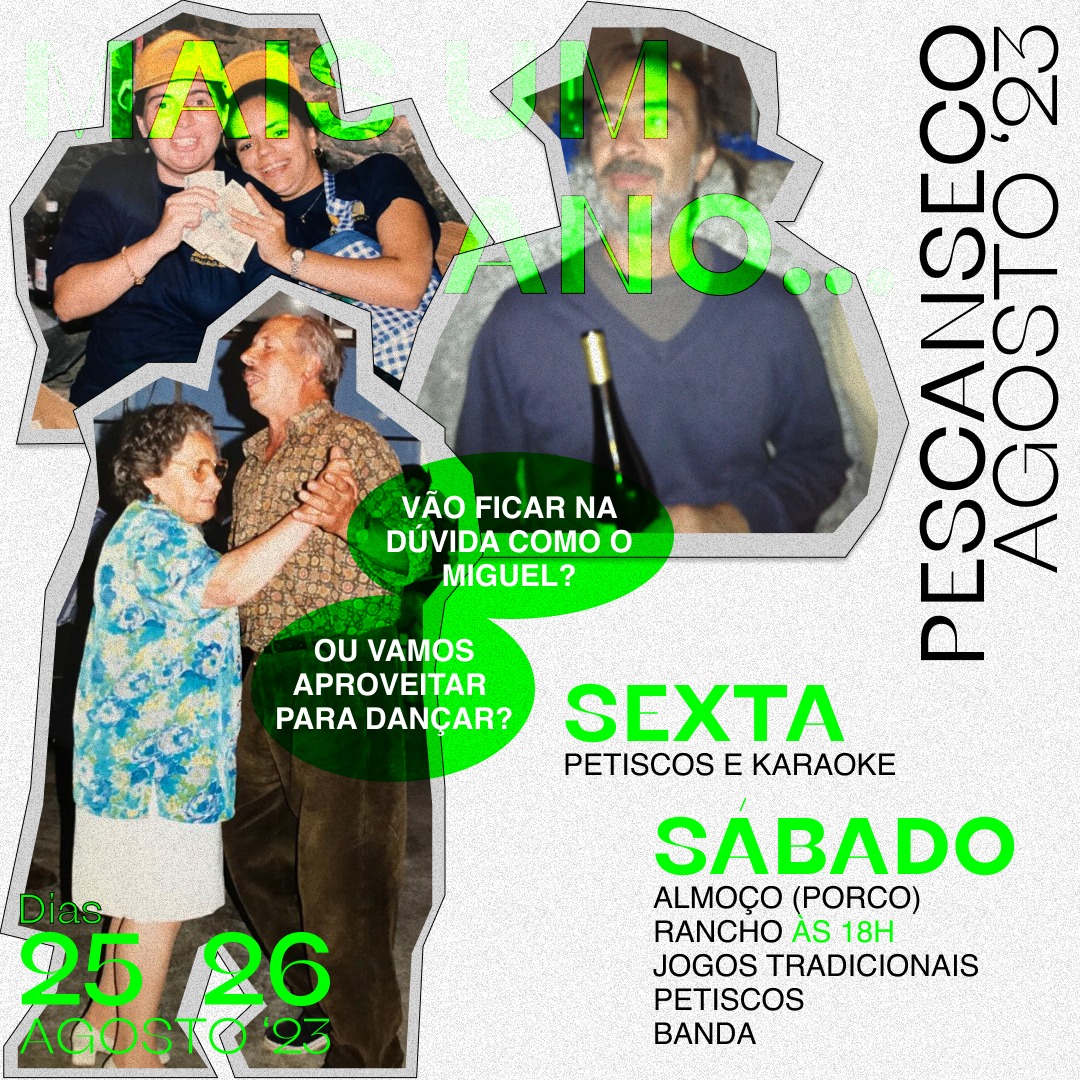 MAIS UM
ANO...
PESCANSECO
AGOSTO '23
VÃO FICAR NA
DÚVIDA COMO O
MIGUEL?
OU VAMOS
APROVEITAR
PARA DANÇAR?
SEXTA
PETISCOS E KARAOKE
SÁBADO
ALMOÇO (PORCO)
RANCHO ÀS 18H
JOGOS TRADICIONAIS
PETISCOS
BANDA
Dias
25 26
AGOSTO '23